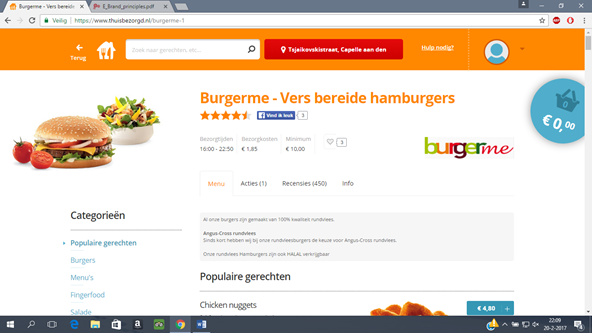 Burgerme - Vers bereide
E_Brand_principles.pdf
Veilig
https://www.thuisbezorgd.nl/burgerme-1
Terug
Zoek naar gerechten, etc...
Tsjaikovskistraat, Capelle aan den
Hulp nodig?
Burgerme - Vers bereide hamburgers
Vind ik leuk
3
0
€ 0,00
Bezorgtijden
Bezorgkosten
Minimum
16:00 - 22:50
€ 1,85
€ 10,00
3
burgerme
Menu
Acties (1)
Recensies (450)
Info
Categorieën
Populaire gerechten
Burgers
Menu's
Fingerfood
Salade
Al onze burgers zijn gemaakt van 100% kwaliteit rundvlees.
Angus-Cross rundvlees
Sinds kort hebben wij bij onze rundvleesburgers de keuze voor Angus-Cross rundvlees.
Onze rundvlees Hamburgers zijn ook HALAL verkrijgbaar
Populaire gerechten
Chicken nuggets
€ 4,80 +
22:09
20-2-2017